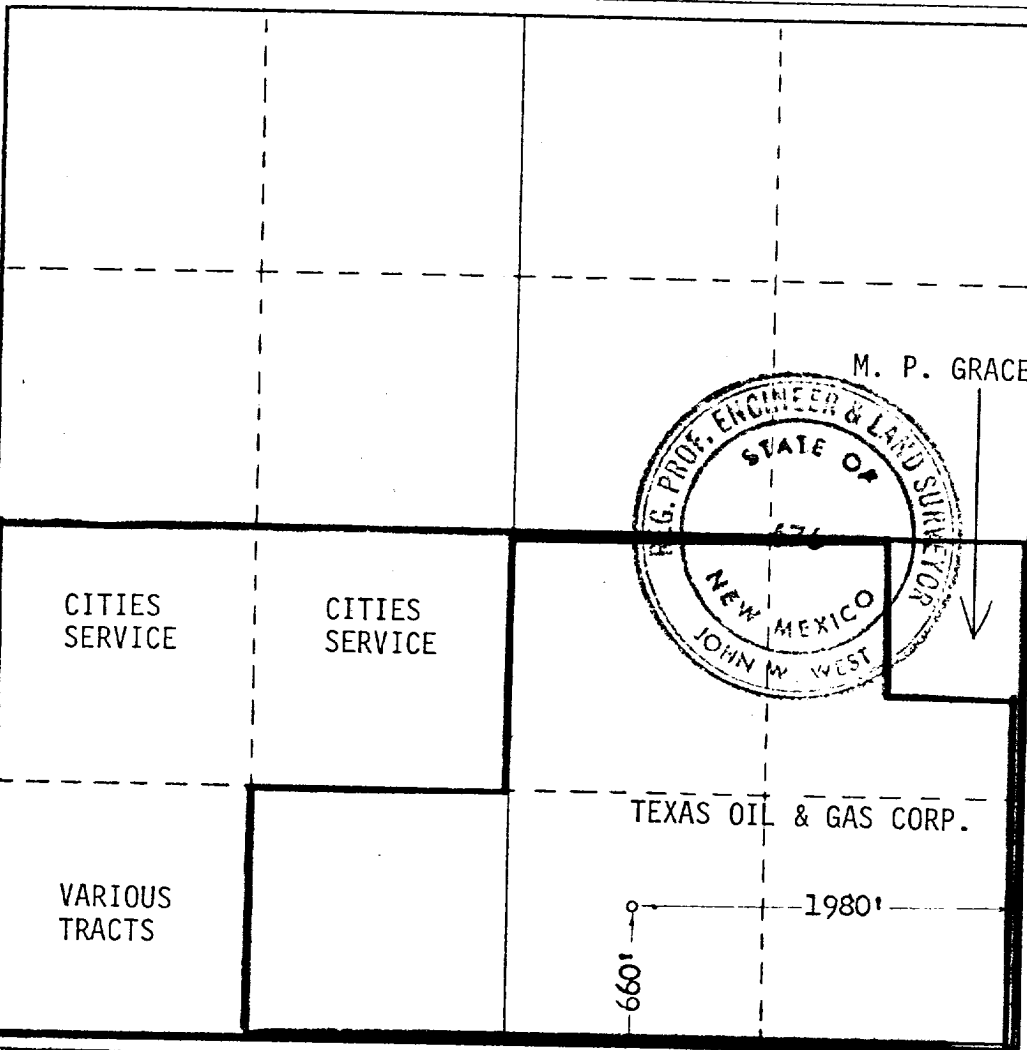 M. P. GRACE
REG. PROF. ENGINEER & LAND SURVEYOR
STATE OF
676
NEW MEXICO
JOHN W. WEST
CITIES
SERVICE
CITIES
SERVICE
TEXAS OIL & GAS CORP.
VARIOUS
TRACTS
1980'
660'